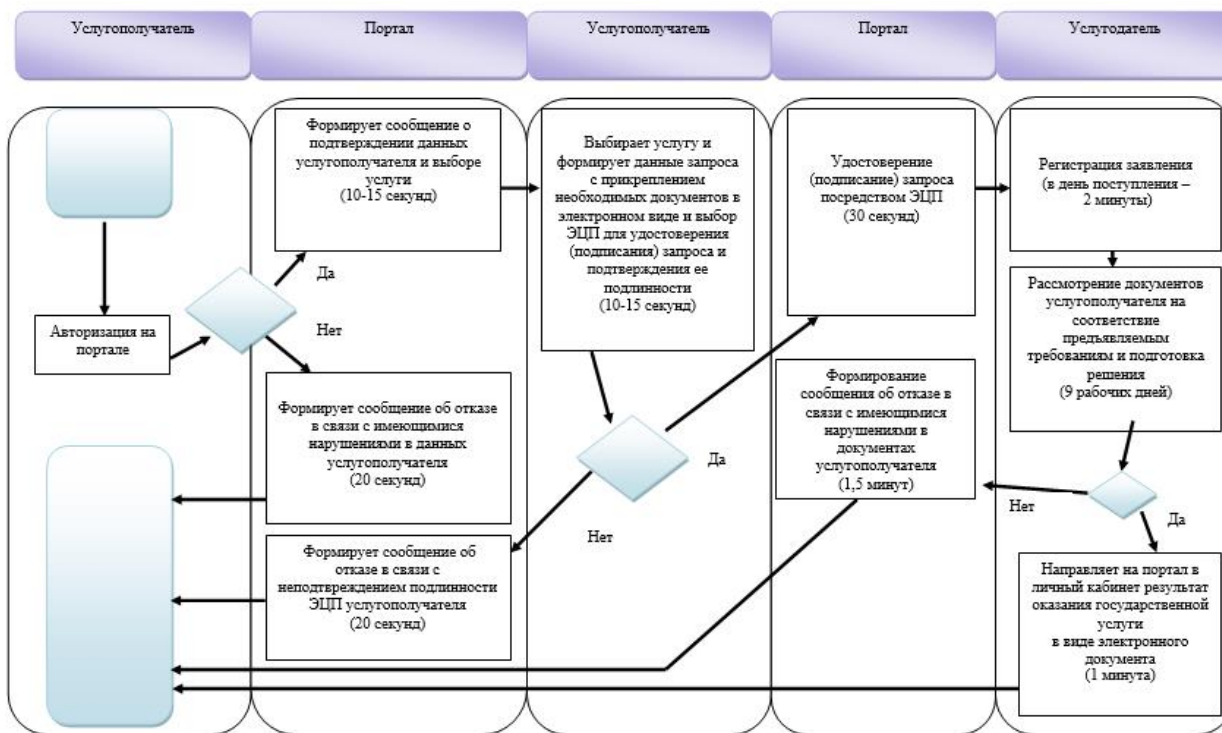 Услугополучатель
Портал
Услугополучатель
Портал
Услугодатель
Авторизация на
портале
Формирует сообщение о
подтверждении данных
услугополучателя и выборе
услуги
(10-15 секунд)
Да
Нет
Формирует сообщение об отказе
в связи с имеющимися
нарушениями в данных
услугополучателя
(20 секунд)
Формирует сообщение об
отказе в связи с
неподтвреждением подлинности
ЭЦП услугополучателя
(20 секунд)
Выбирает услугу и
формирует данные запроса
с прикреплением
необходимых документов в
электронном виде и выбор
ЭЦП для удостоверения
(подписания) запроса и
подтверждения ее
подлинности
(10-15 секунд)
Да
Нет
Удостоверение
(подписание) запроса
посредством ЭЦП
(30 секунд)
Формирование
сообщения об отказе в
связи с имеющимися
нарушениями в
документах
услугополучателя
(1,5 минут)
Регистрация заявления
(в день поступления –
2 минуты)
Рассмотрение документов
услугополучателя на
соответствие
предъявляемым
требованиям и подготовка
решения
(9 рабочих дней)
Нет
Да
Направляет на портал в
личный кабинет результат
оказания государственной
услуги
в виде электронного
документа
(1 минута)